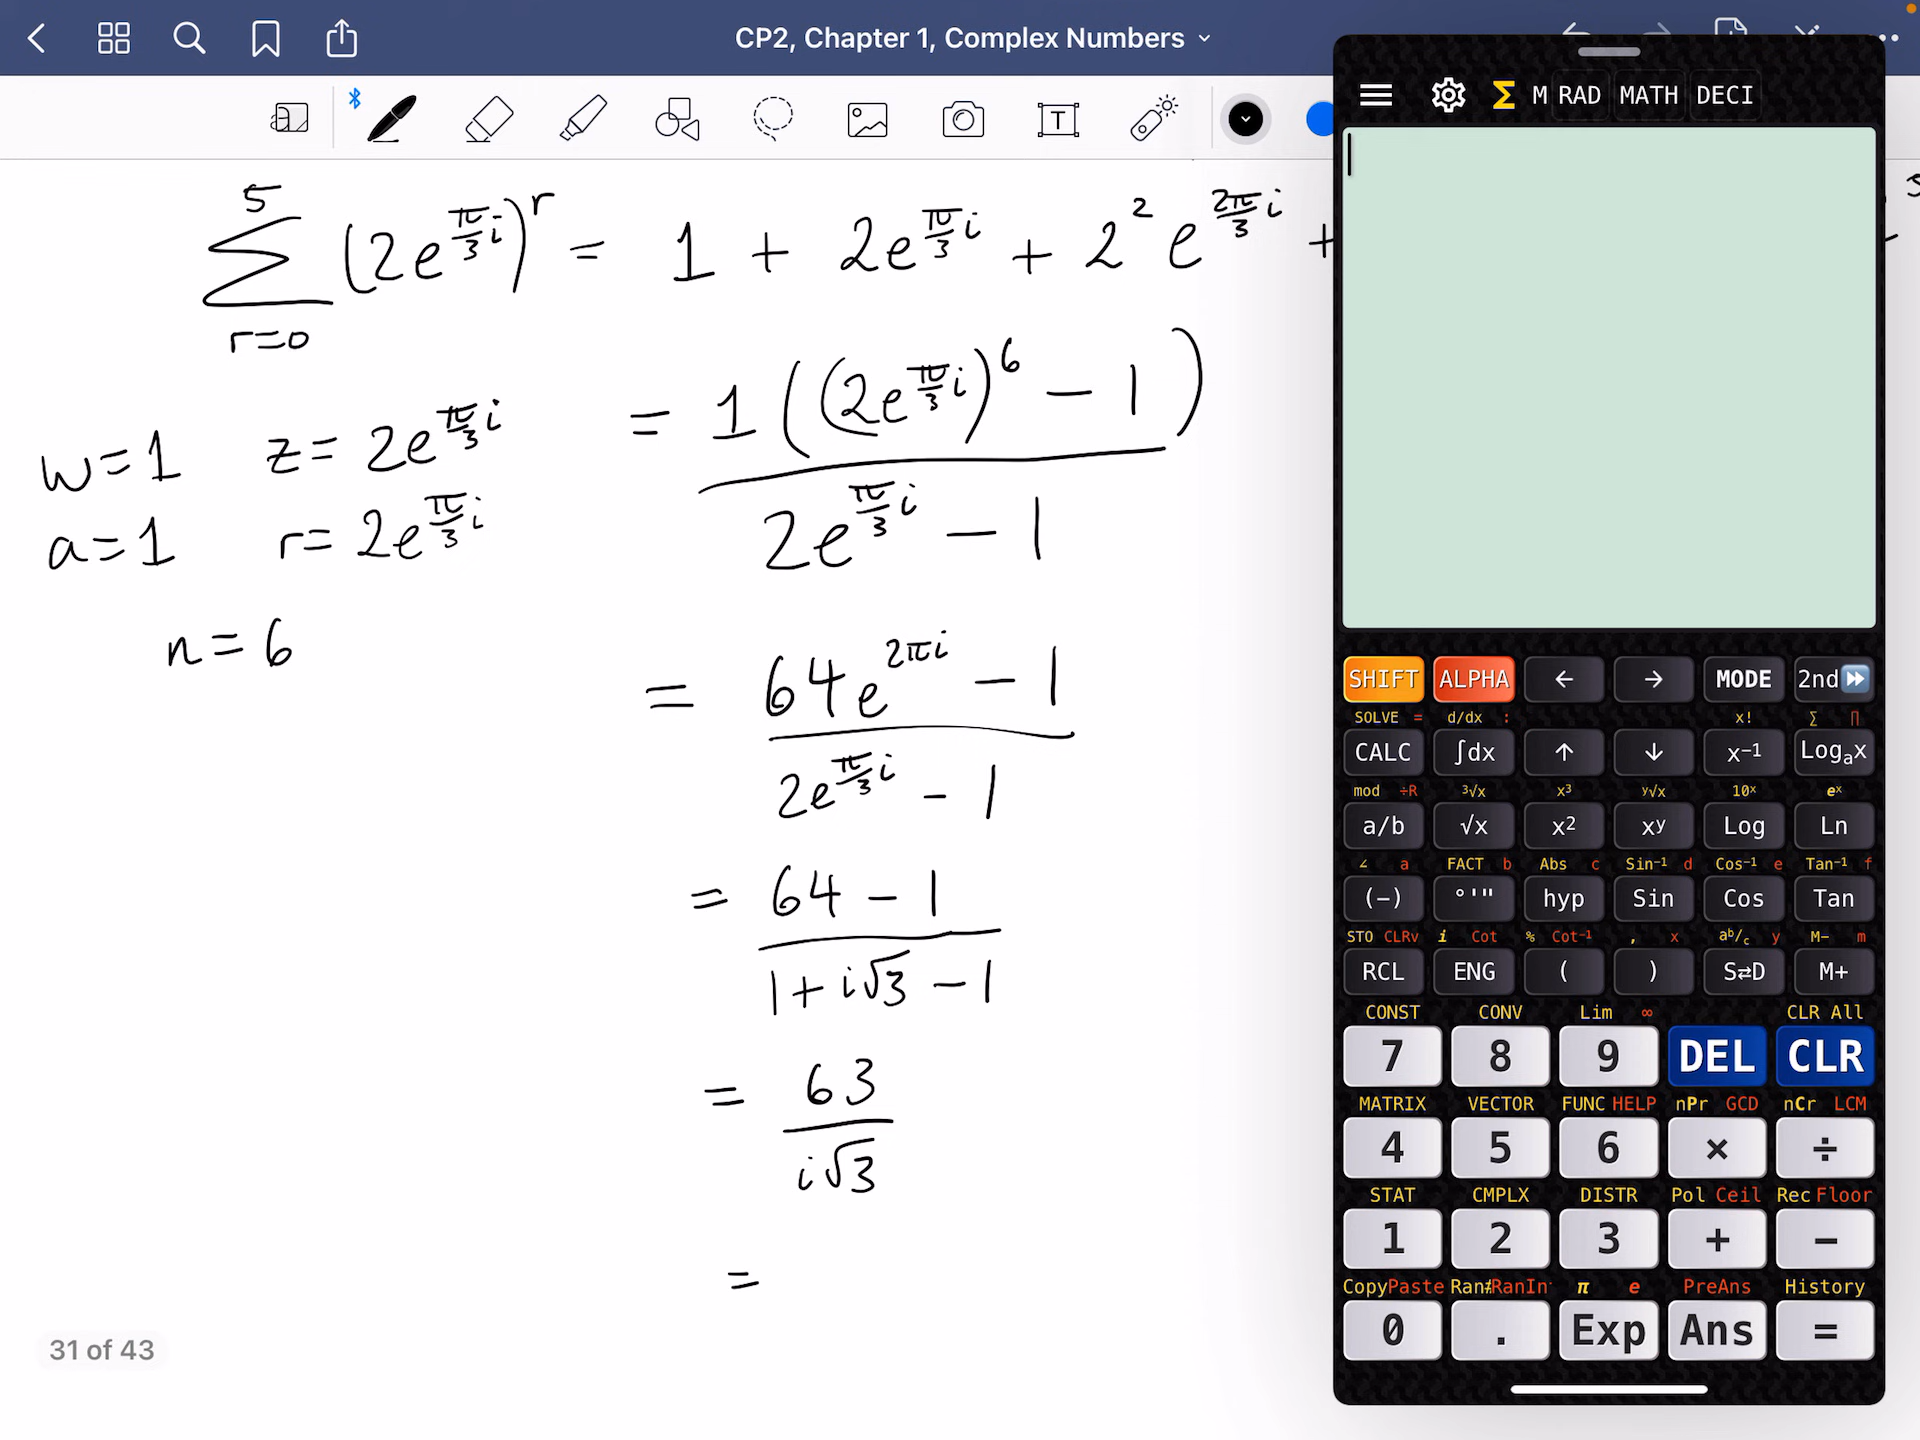 CP2, Chapter 1, Complex Numbers
a
T
M RAD MATH DECI
5
∑ (2e^(π/3 i))^r = 1 + 2e^(π/3 i) + 2² e^(2π/3 i) +
r=0
w=1 z= 2e^(π/3 i) = 1((2e^(π/3 i))^6 − 1) / (2e^(π/3 i) − 1)
a=1 r= 2e^(π/3 i)
n=6
= (64e^(2πi) − 1) / (2e^(π/3 i) − 1)
= (64 − 1) / (1+i√3 − 1)
= 63 / (i√3)
=
31 of 43
SHIFT ALPHA ← → MODE 2nd
SOLVE = d/dx : x! ∑ ∏
CALC ∫dx ↑ ↓ x⁻¹ Logₐx
mod ÷R ³√x x³ ʸ√x 10ˣ eˣ
a/b √x x² xʸ Log Ln
∠ a FACT b Abs c Sin⁻¹ d Cos⁻¹ e Tan⁻¹ f
(−) °'" hyp Sin Cos Tan
STO CLRv i Cot % Cot⁻¹ , x aᵇ/c y M− m
RCL ENG ( ) S⇄D M+
CONST CONV Lim ∞ CLR All
7 8 9 DEL CLR
MATRIX VECTOR FUNC HELP nPr GCD nCr LCM
4 5 6 × ÷
STAT CMPLX DISTR Pol Ceil Rec Floor
1 2 3 + −
Copy Paste Ran# RanIn π e PreAns History
0 . Exp Ans =